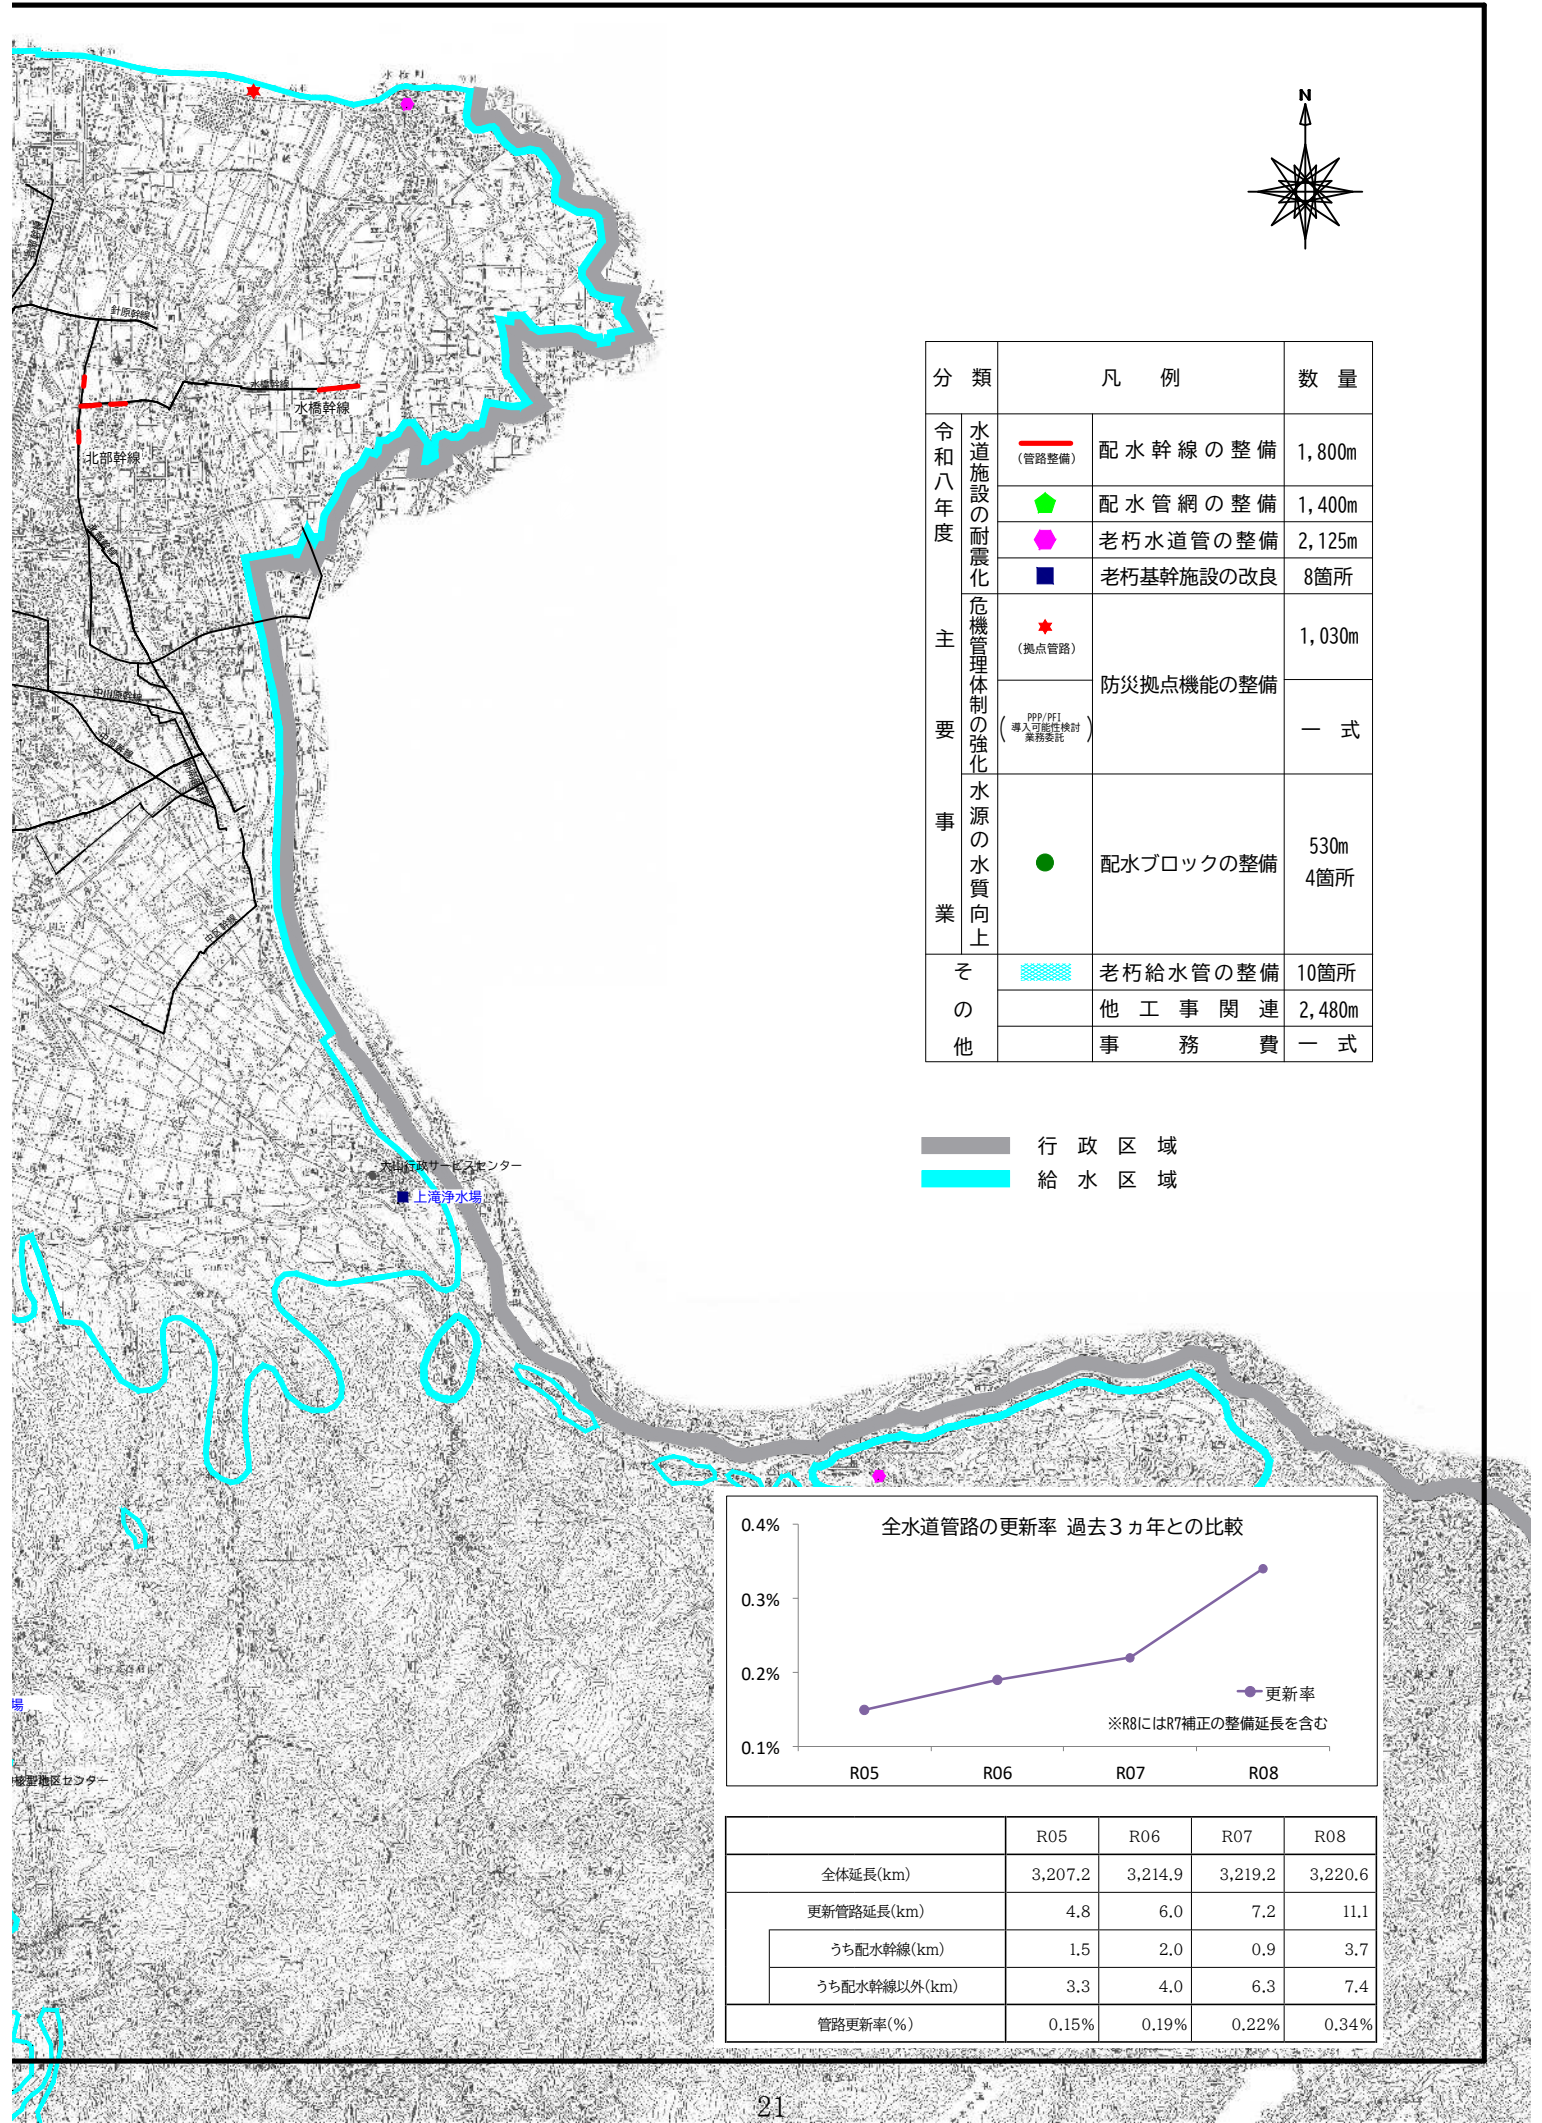 水橋町
N
針原幹線
水橋幹線
水橋幹線
北部幹線
中山原幹線
中区幹線
大山行政サービスセンター
上滝浄水場
場
分 類 凡 例 数 量
令和八年度 主要事業
水道施設の耐震化
(管路整備) 配水幹線の整備 1,800m
配水管網の整備 1,400m
老朽水道管の整備 2,125m
老朽基幹施設の改良 8箇所
危機管理体制の強化
(拠点管路) 防災拠点機能の整備 1,030m
(PPP/PFI
導入可能性検討
業務委託) 一 式
水源の水質向上
配水ブロックの整備 530m
4箇所
その他
老朽給水管の整備 10箇所
他工事関連 2,480m
事務費 一 式
行政区域
給水区域
全水道管路の更新率 過去3ヵ年との比較
0.4%
0.3%
0.2%
0.1%
更新率
※R8にはR7補正の整備延長を含む
R05 R06 R07 R08
R05 R06 R07 R08
全体延長(km) 3,207.2 3,214.9 3,219.2 3,220.6
更新管路延長(km) 4.8 6.0 7.2 11.1
うち配水幹線(km) 1.5 2.0 0.9 3.7
うち配水幹線以外(km) 3.3 4.0 6.3 7.4
管路更新率(%) 0.15% 0.19% 0.22% 0.34%
21